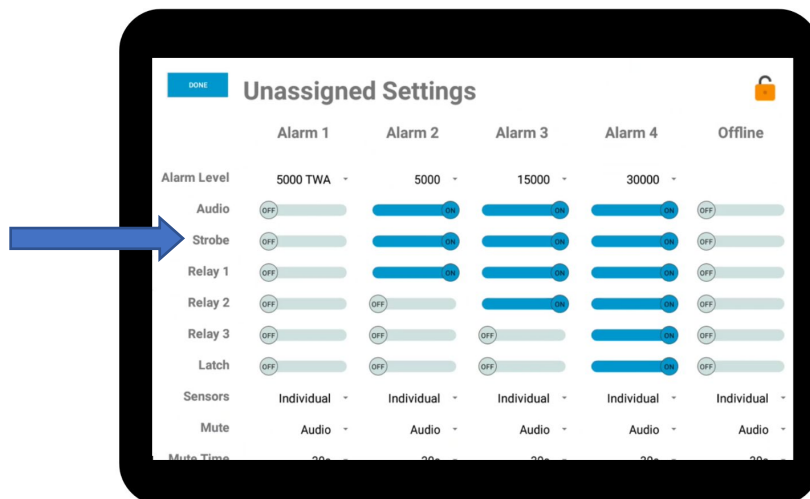 DONE Unassigned Settings
Alarm 1 Alarm 2 Alarm 3 Alarm 4 Offline
Alarm Level 5000 TWA 5000 15000 30000
Audio OFF ON ON ON OFF
Strobe OFF ON ON ON OFF
Relay 1 OFF ON ON ON OFF
Relay 2 OFF OFF ON ON OFF
Relay 3 OFF OFF OFF ON OFF
Latch OFF OFF OFF ON OFF
Sensors Individual Individual Individual Individual Individual
Mute Audio Audio Audio Audio Audio
Mute Time